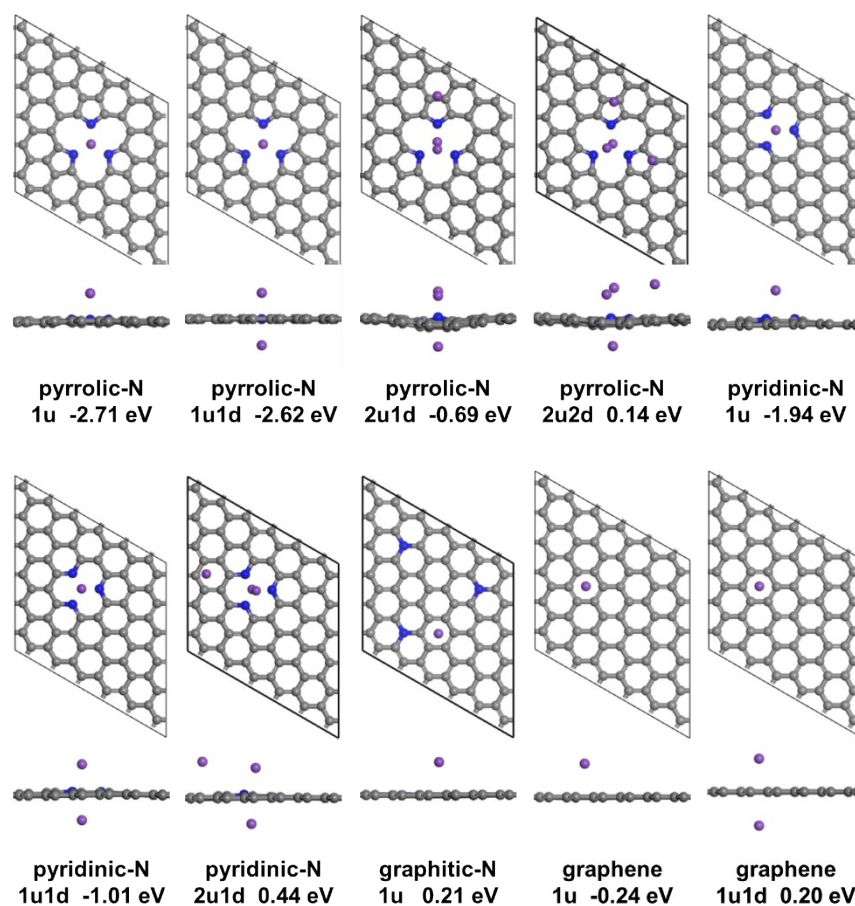 pyrrolic-N
1u -2.71 eV
pyrrolic-N
1u1d -2.62 eV
pyrrolic-N
2u1d -0.69 eV
pyrrolic-N
2u2d 0.14 eV
pyridinic-N
1u -1.94 eV
pyridinic-N
1u1d -1.01 eV
pyridinic-N
2u1d 0.44 eV
graphitic-N
1u 0.21 eV
graphene
1u -0.24 eV
graphene
1u1d 0.20 eV